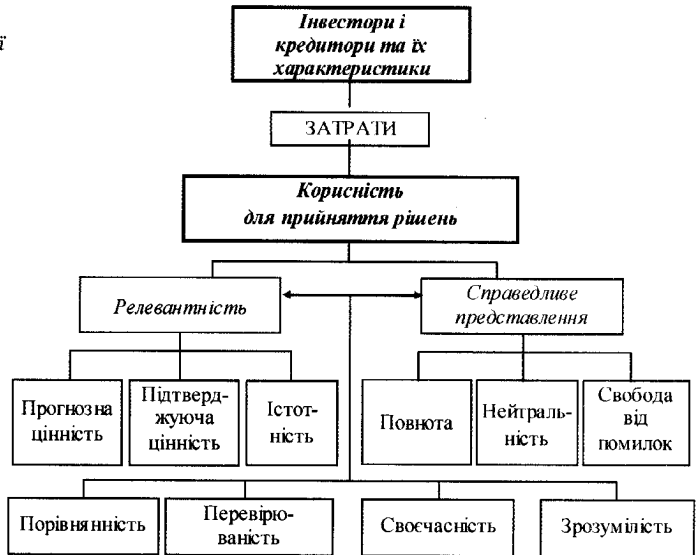 ї
Інвестори і
кредитори та їх
характеристики
ЗАТРАТИ
Корисність
для прийняття рішень
Релевантність
Справедливе
представлення
Прогнозна
цінність
Підтверд-
жуюча
цінність
Істот-
ність
Повнота
Нейтраль-
ність
Свобода
від
помилок
Порівнянність
Перевірю-
ваність
Своєчасність
Зрозумілість